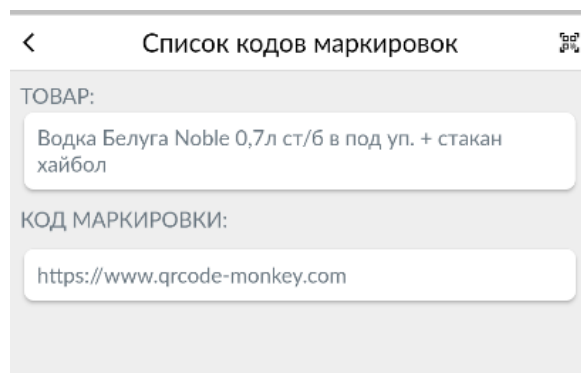 Список кодов маркировок
ТОВАР:
Водка Белуга Noble 0,7л ст/б в под уп. + стакан
хайбол
КОД МАРКИРОВКИ:
https://www.qrcode-monkey.com